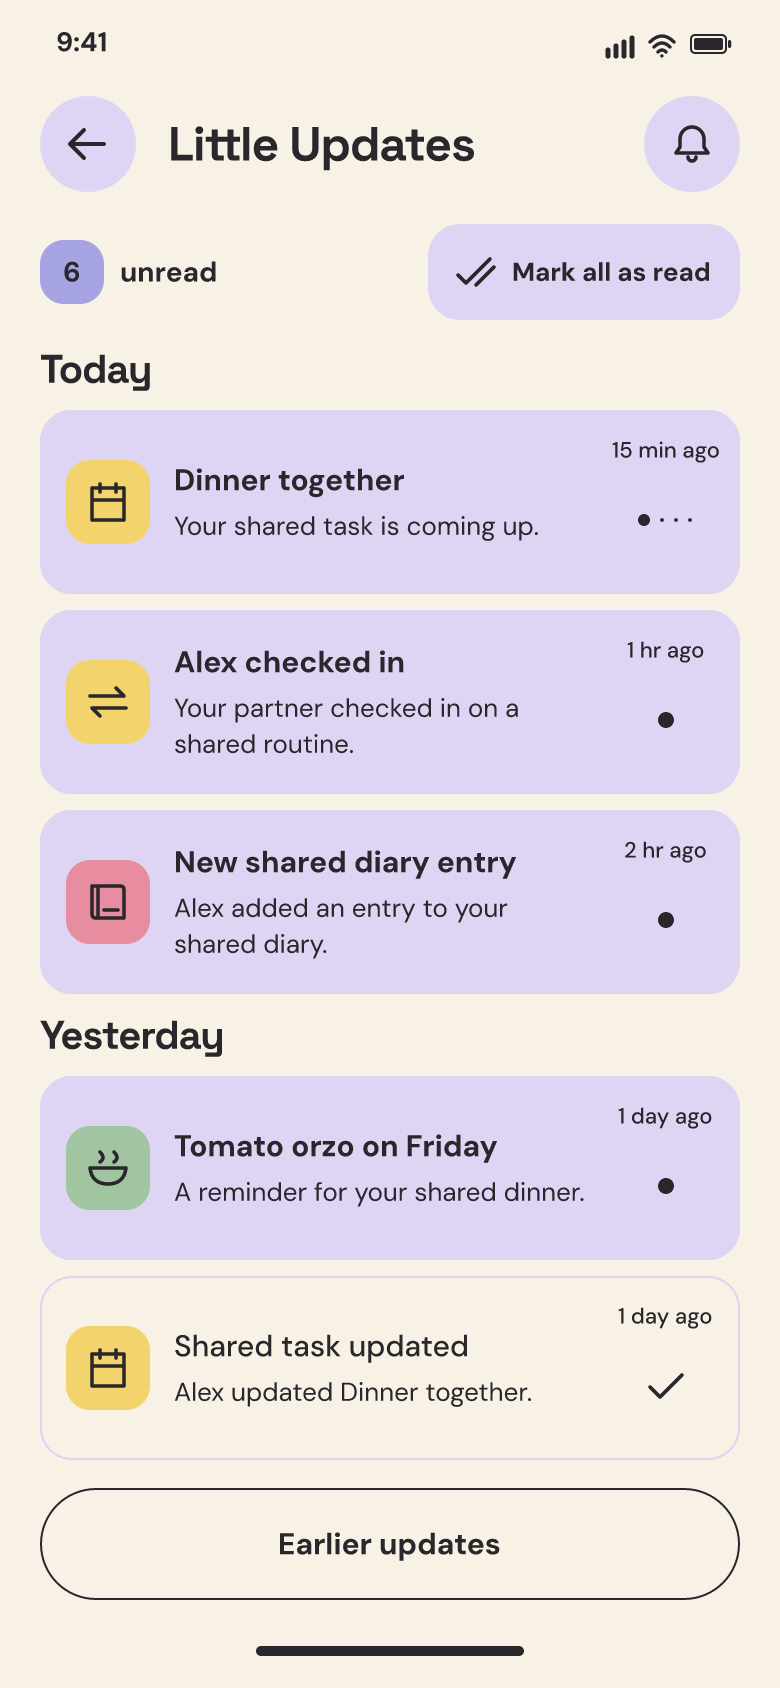 9:41
Little Updates
6 unread
Mark all as read
Today
15 min ago
Dinner together
Your shared task is coming up.
1 hr ago
Alex checked in
Your partner checked in on a
shared routine.
2 hr ago
New shared diary entry
Alex added an entry to your
shared diary.
Yesterday
1 day ago
Tomato orzo on Friday
A reminder for your shared dinner.
1 day ago
Shared task updated
Alex updated Dinner together.
Earlier updates